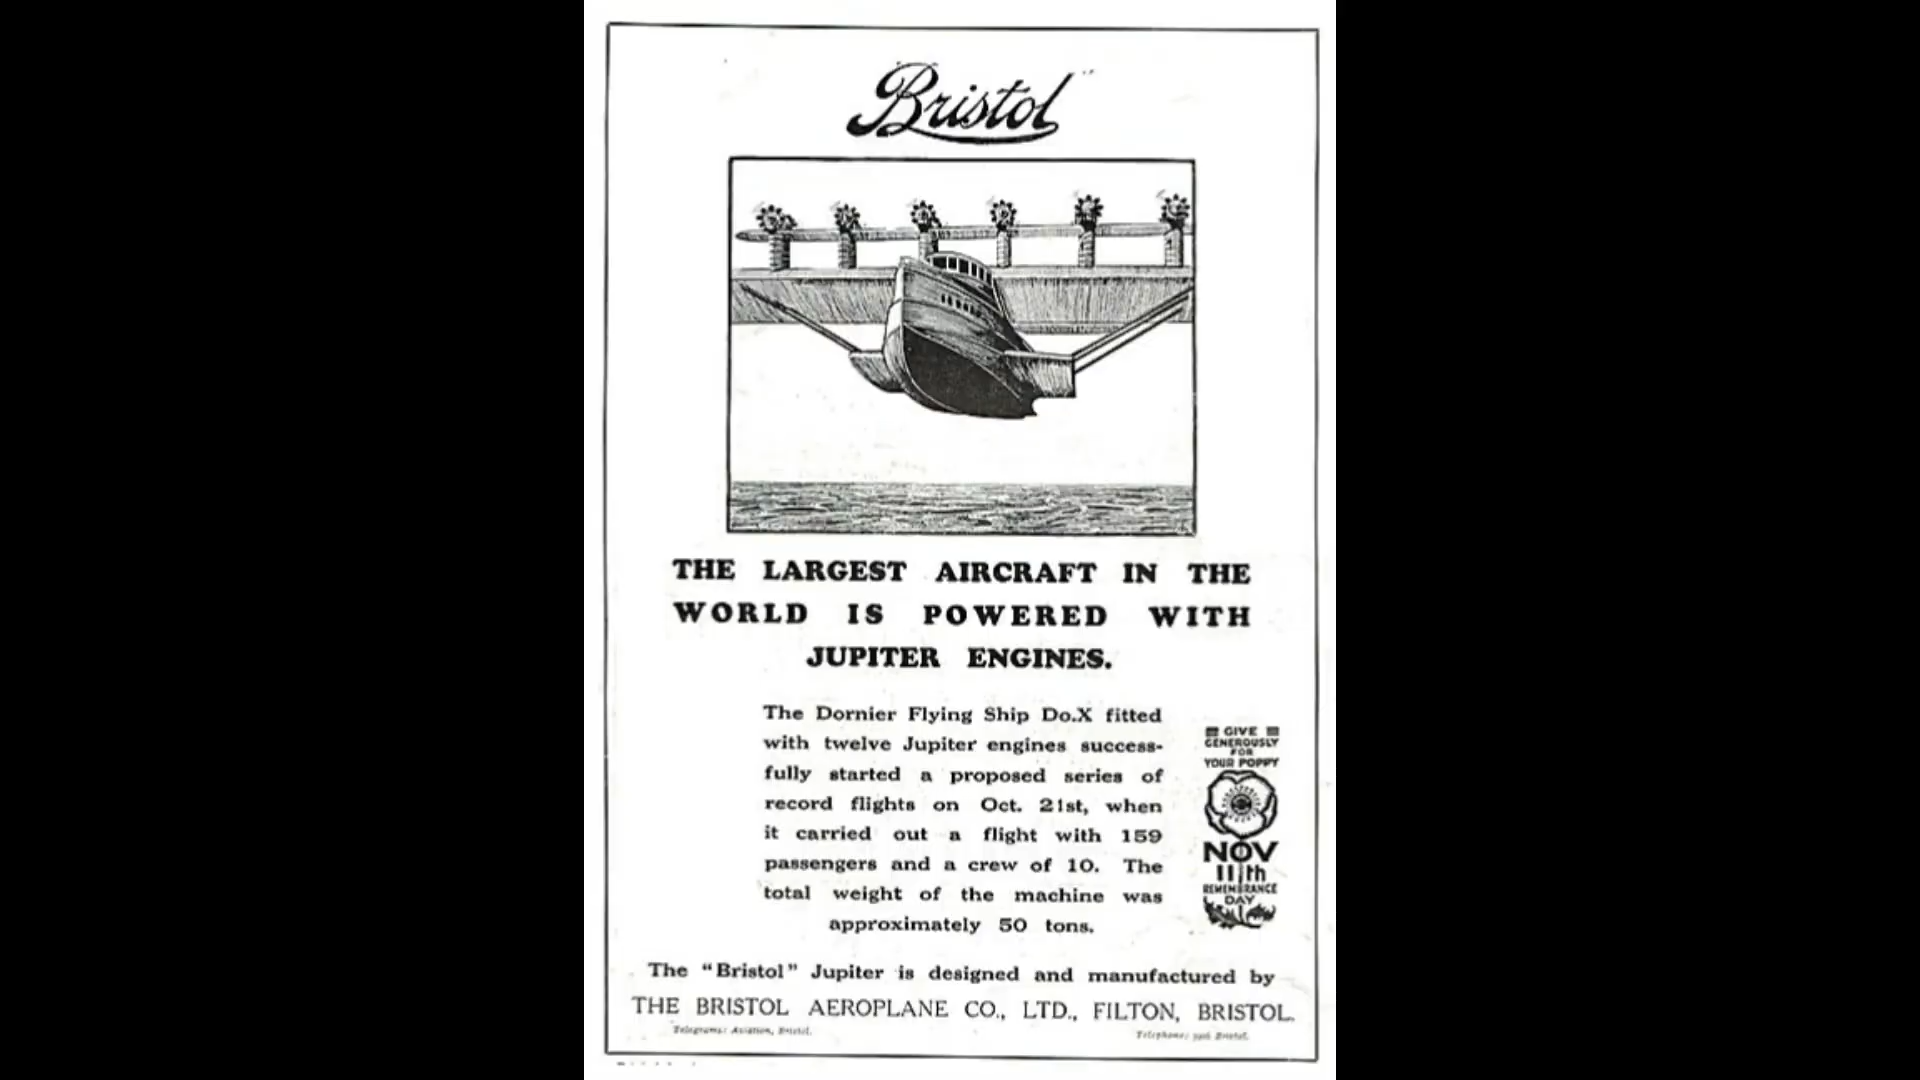 Bristol"
THE LARGEST AIRCRAFT IN THE
WORLD IS POWERED WITH
JUPITER ENGINES.
The Dornier Flying Ship Do.X fitted
with twelve Jupiter engines success-
fully started a proposed series of
record flights on Oct. 21st, when
it carried out a flight with 159
passengers and a crew of 10. The
total weight of the machine was
approximately 50 tons.
GIVE
GENEROUSLY
FOR
YOUR POPPY
NOV
11th
REMEMBRANCE
DAY
The "Bristol" Jupiter is designed and manufactured by
THE BRISTOL AEROPLANE CO., LTD., FILTON, BRISTOL.
Telegrams: Aviation, Bristol.
Telephone: Bristol.